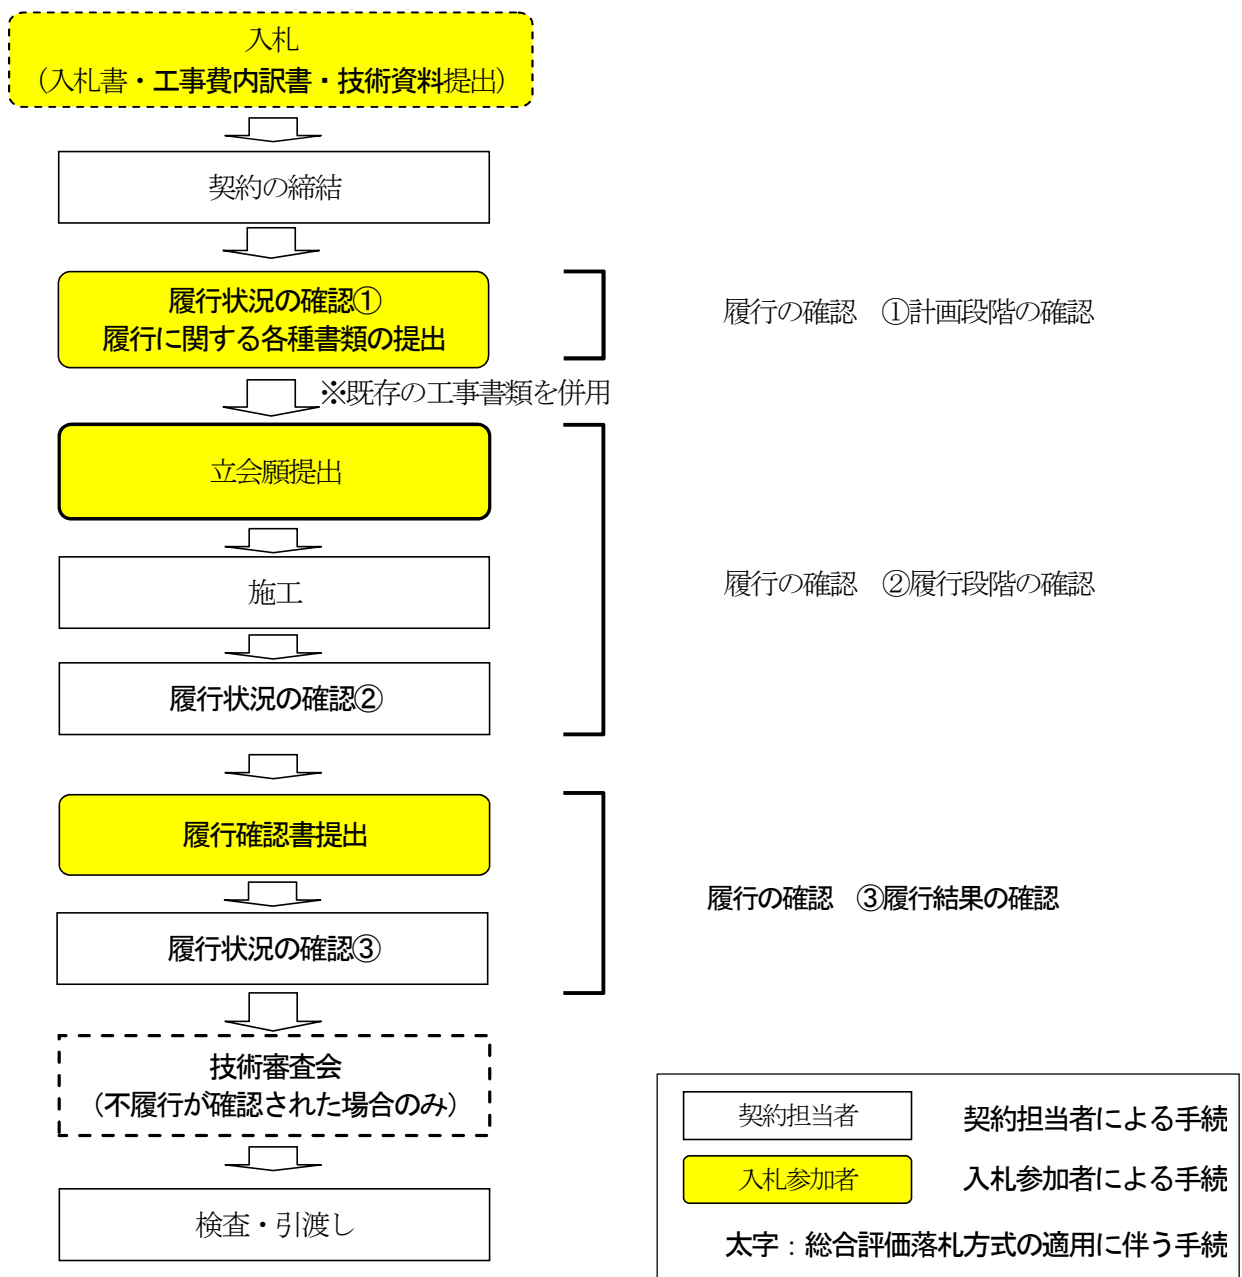 入札
(入札書・工事費内訳書・技術資料提出)
契約の締結
履行状況の確認①
履行に関する各種書類の提出
履行の確認　①計画段階の確認
※既存の工事書類を併用
立会願提出
施工
履行の確認　②履行段階の確認
履行状況の確認②
履行確認書提出
履行の確認　③履行結果の確認
履行状況の確認③
技術審査会
(不履行が確認された場合のみ)
検査・引渡し
契約担当者　契約担当者による手続
入札参加者　入札参加者による手続
太字：総合評価落札方式の適用に伴う手続